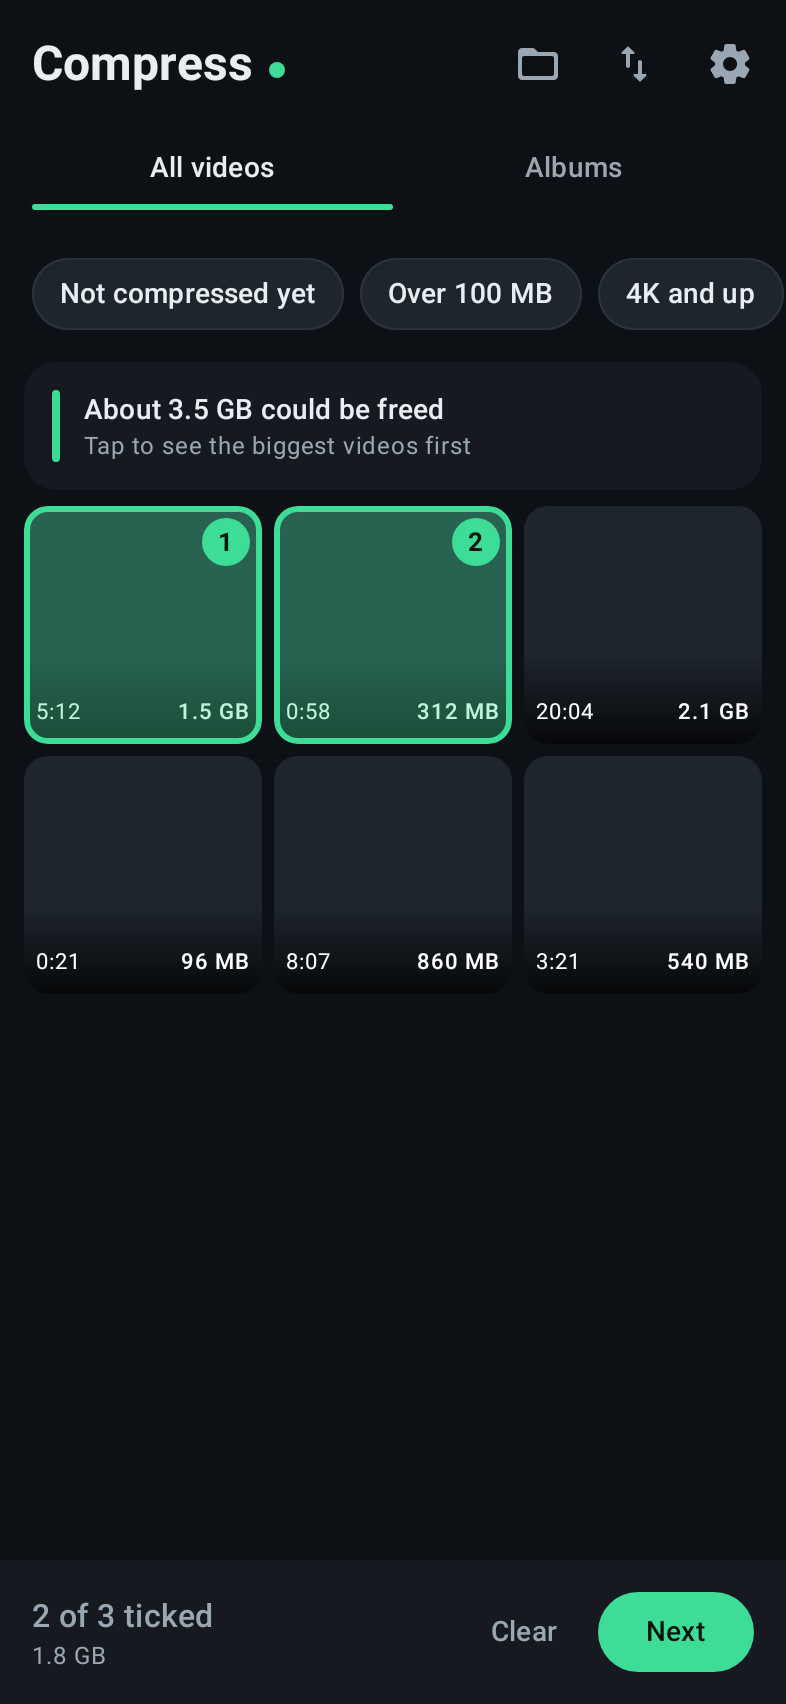 Compress
All videos
Albums
Not compressed yet
Over 100 MB
4K and up
About 3.5 GB could be freed
Tap to see the biggest videos first
1
2
5:12
1.5 GB
0:58
312 MB
20:04
2.1 GB
0:21
96 MB
8:07
860 MB
3:21
540 MB
2 of 3 ticked
1.8 GB
Clear
Next